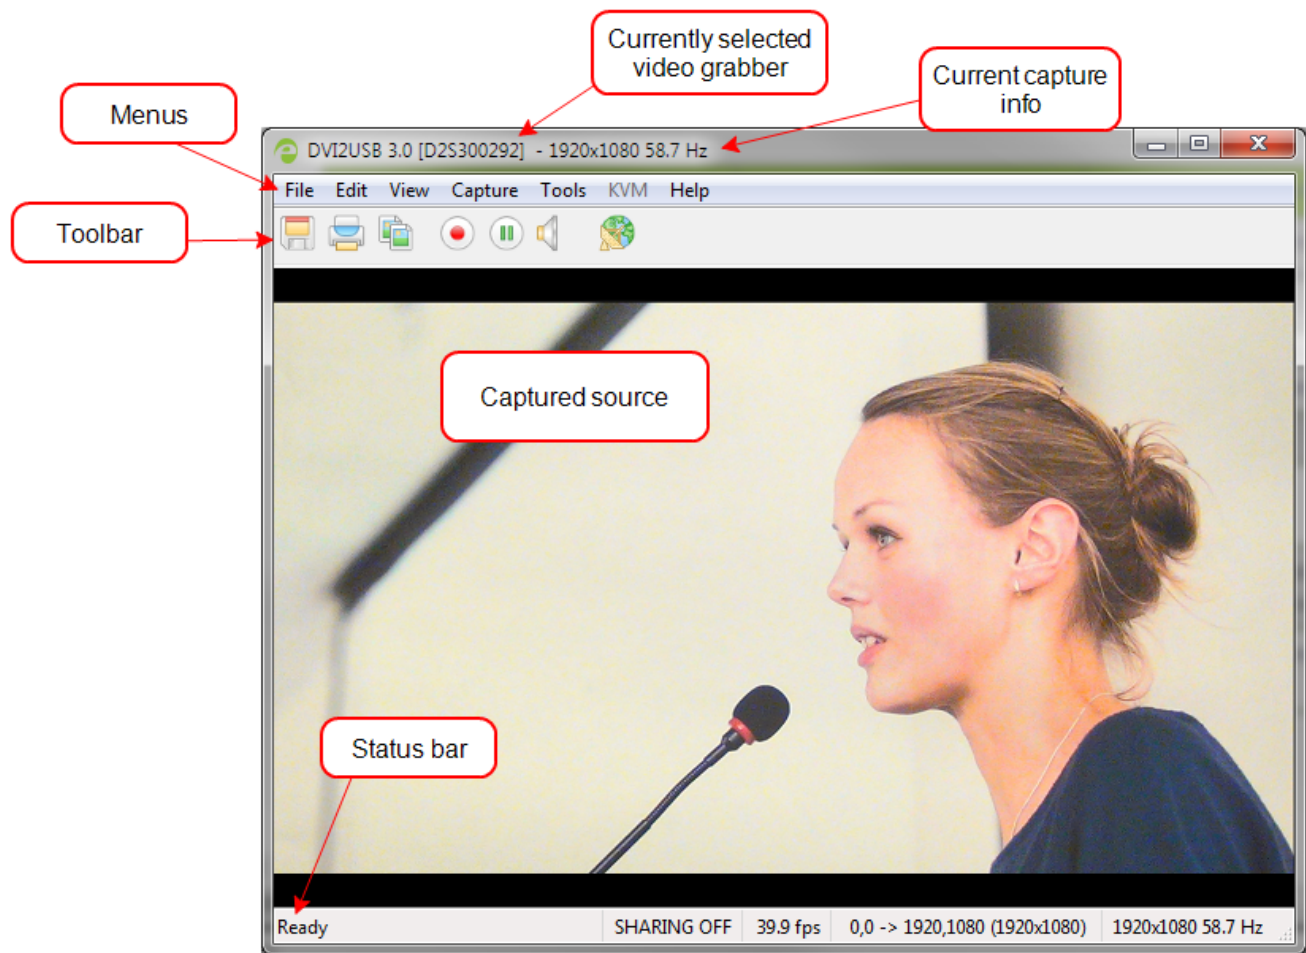 Currently selected
video grabber
Current capture
info
Menus
DVI2USB 3.0 [D2S300292] - 1920x1080 58.7 Hz
File Edit View Capture Tools KVM Help
Toolbar
Captured source
Status bar
Ready SHARING OFF 39.9 fps 0,0 -> 1920,1080 (1920x1080) 1920x1080 58.7 Hz